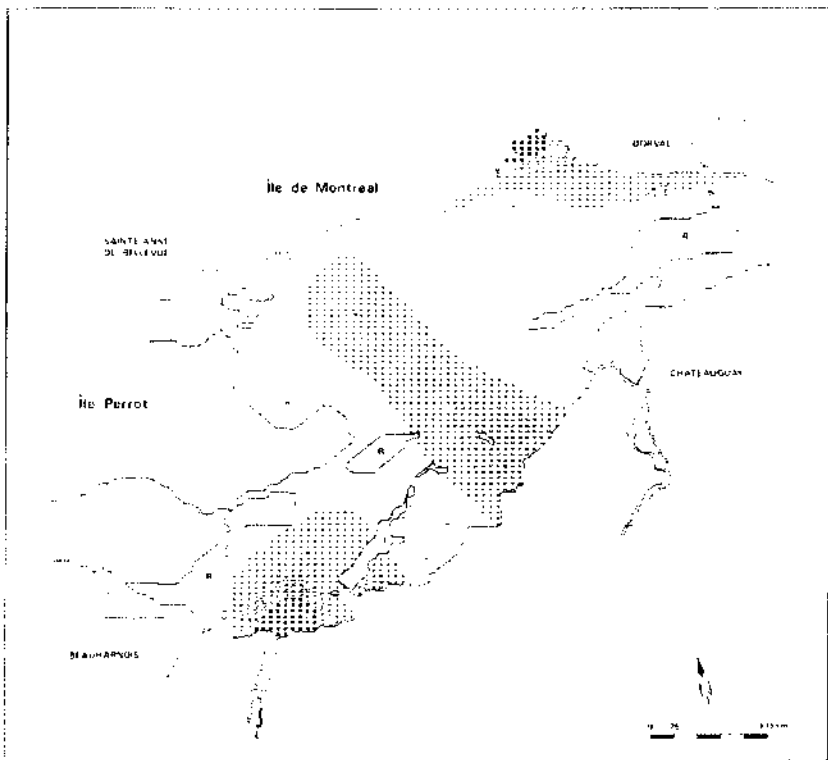 DORVAL
Île de Montréal
SAINTE-ANNE
DE-BELLEVUE
R
CHATEAUGUAY
Île Perrot
R
R
BEAUHARNOIS